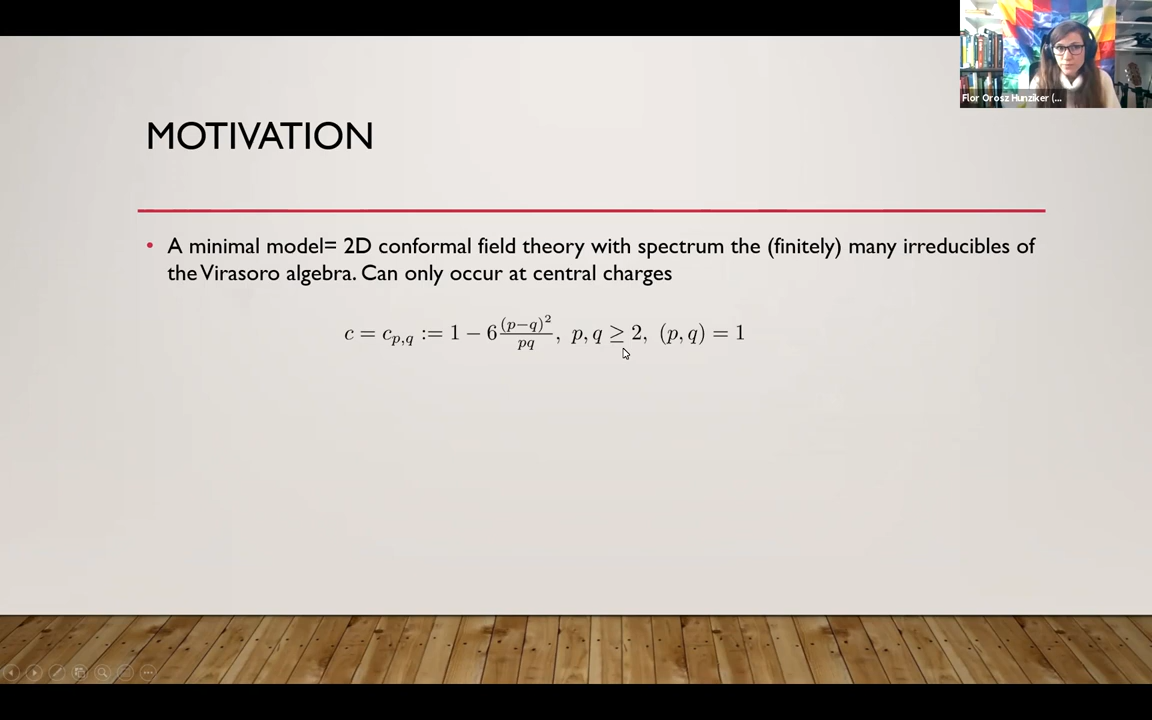 Flor Orosz Hunziker (...
MOTIVATION
• A minimal model= 2D conformal field theory with spectrum the (finitely) many irreducibles of
the Virasoro algebra. Can only occur at central charges
c = c_{p,q} := 1 − 6\frac{(p−q)^2}{pq}, p, q ≥ 2, (p, q) = 1